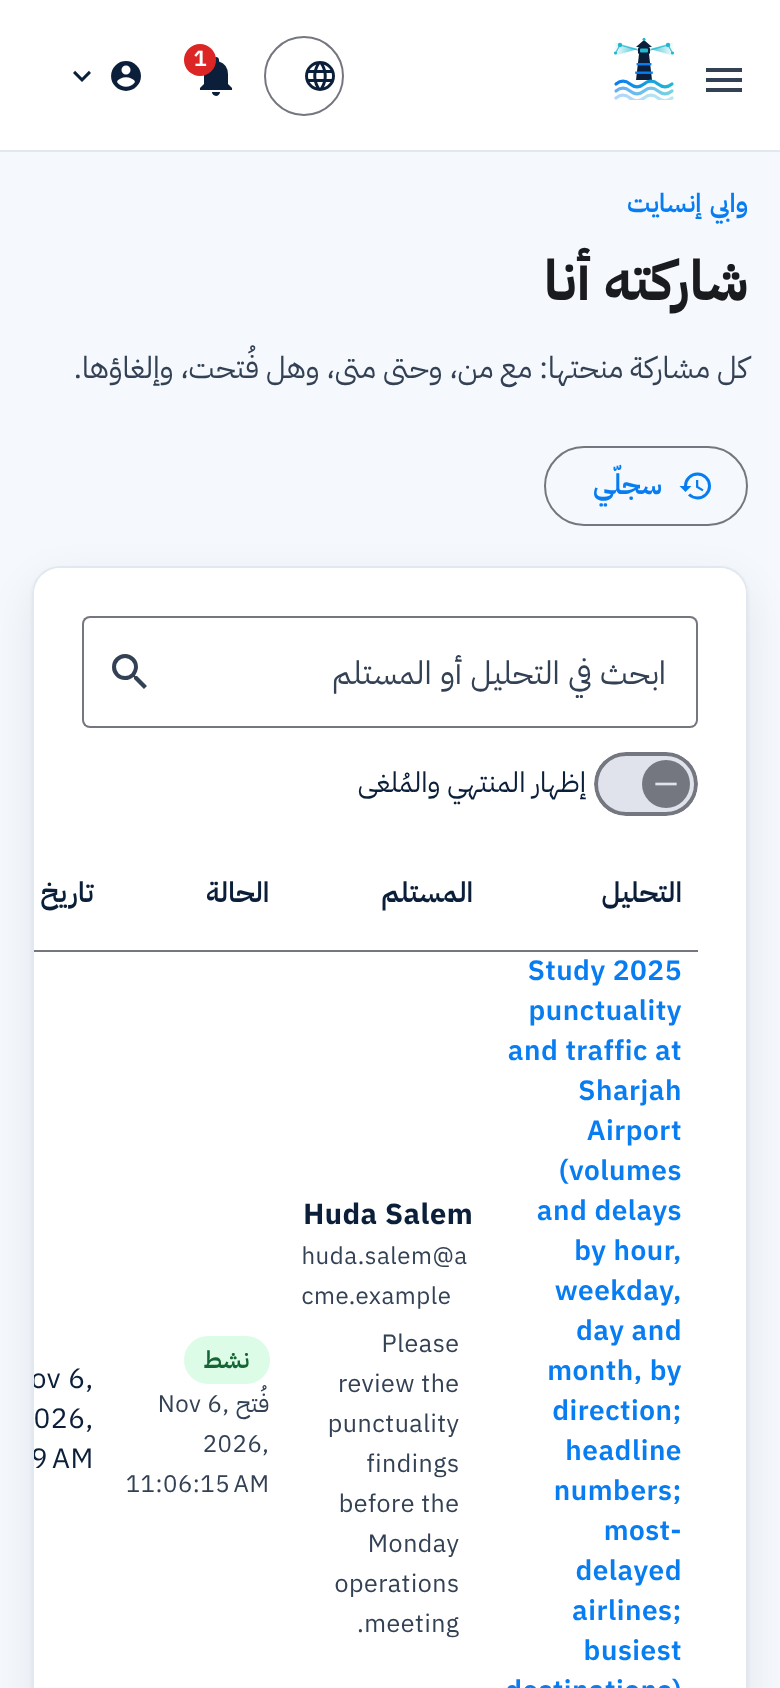 1
وابي إنسايت
شاركته أنا
كل مشاركة منحتها: مع من، وحتى متى، وهل فُتحت، وإلغاؤها.
سجلّي
ابحث في التحليل أو المستلم
إظهار المنتهي والمُلغى
التحليل
المستلم
الحالة
تاريخ
Study 2025
punctuality
and traffic at
Sharjah
Airport
(volumes
and delays
by hour,
weekday,
day and
month, by
direction;
headline
numbers;
most-
delayed
airlines;
busiest
Huda Salem
huda.salem@a
cme.example
Please
review the
punctuality
findings
before the
Monday
operations
meeting.
نشط
فُتح Nov 6,
2026,
11:06:15 AM
6,
AM